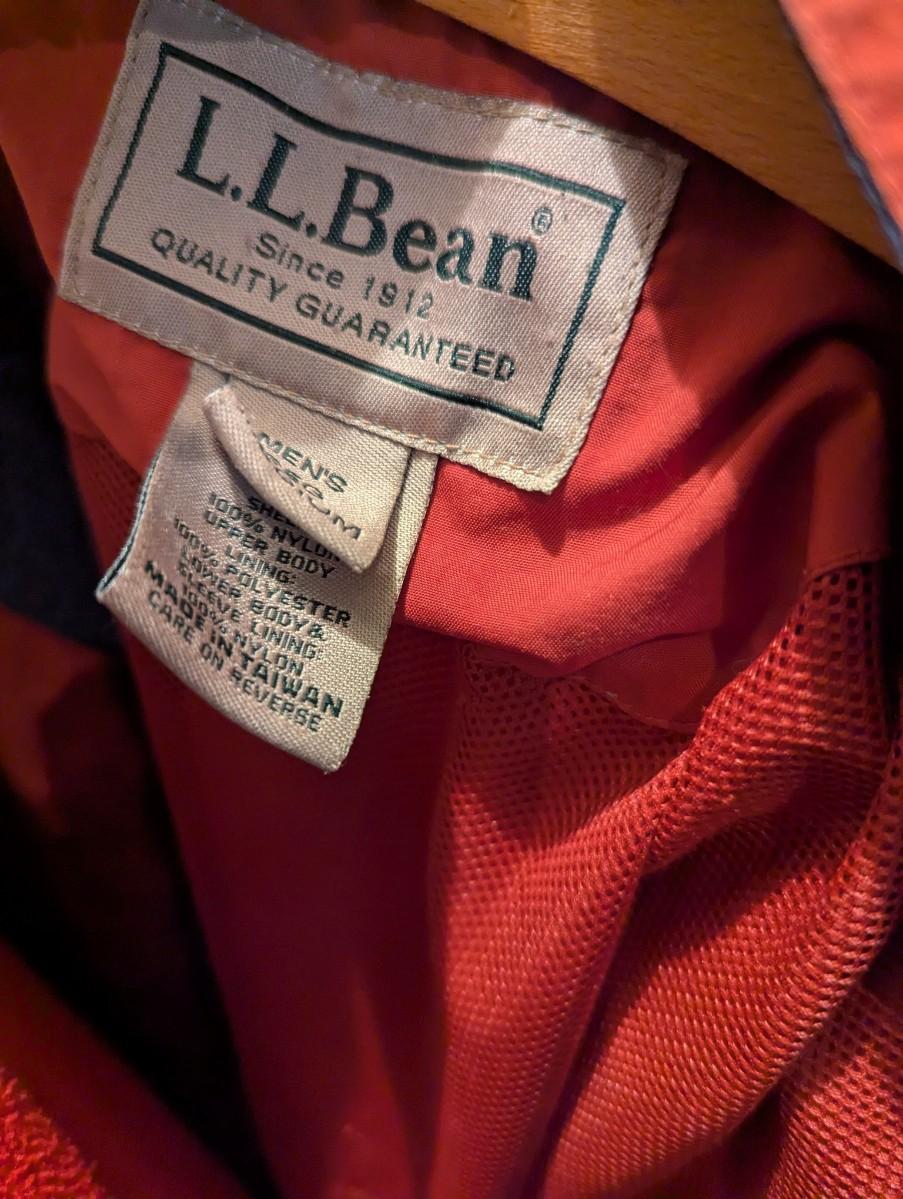 L.L.Bean®
Since 1912
QUALITY GUARANTEED
MEN'S
100% NYLON
UPPER BODY
LINING:
100% POLYESTER
LOWER BODY &
SLEEVE LINING:
100% NYLON
MADE IN TAIWAN
CARE ON REVERSE